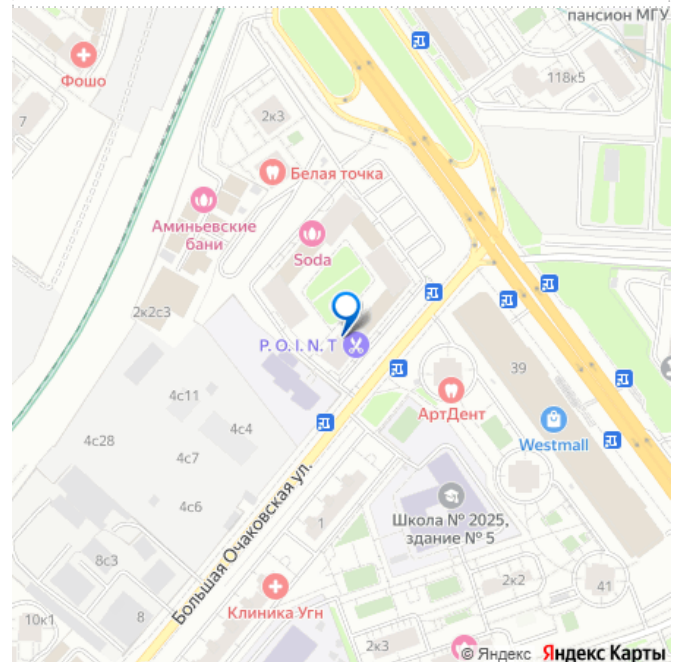 пансион МГУ
118к5
Фошо
7
2к3
Белая точка
Аминьевские
бани
Soda
2к2с3
P. O. I. N. T
39
4с11
АртДент
4с4
4с28
Westmall
4с7
4с6
Школа № 2025,
здание № 5
1
Большая Очаковская ул.
8с3
2к2
41
Клиника Угн
10к1
8
2к3
© Яндекс Яндекс Карты